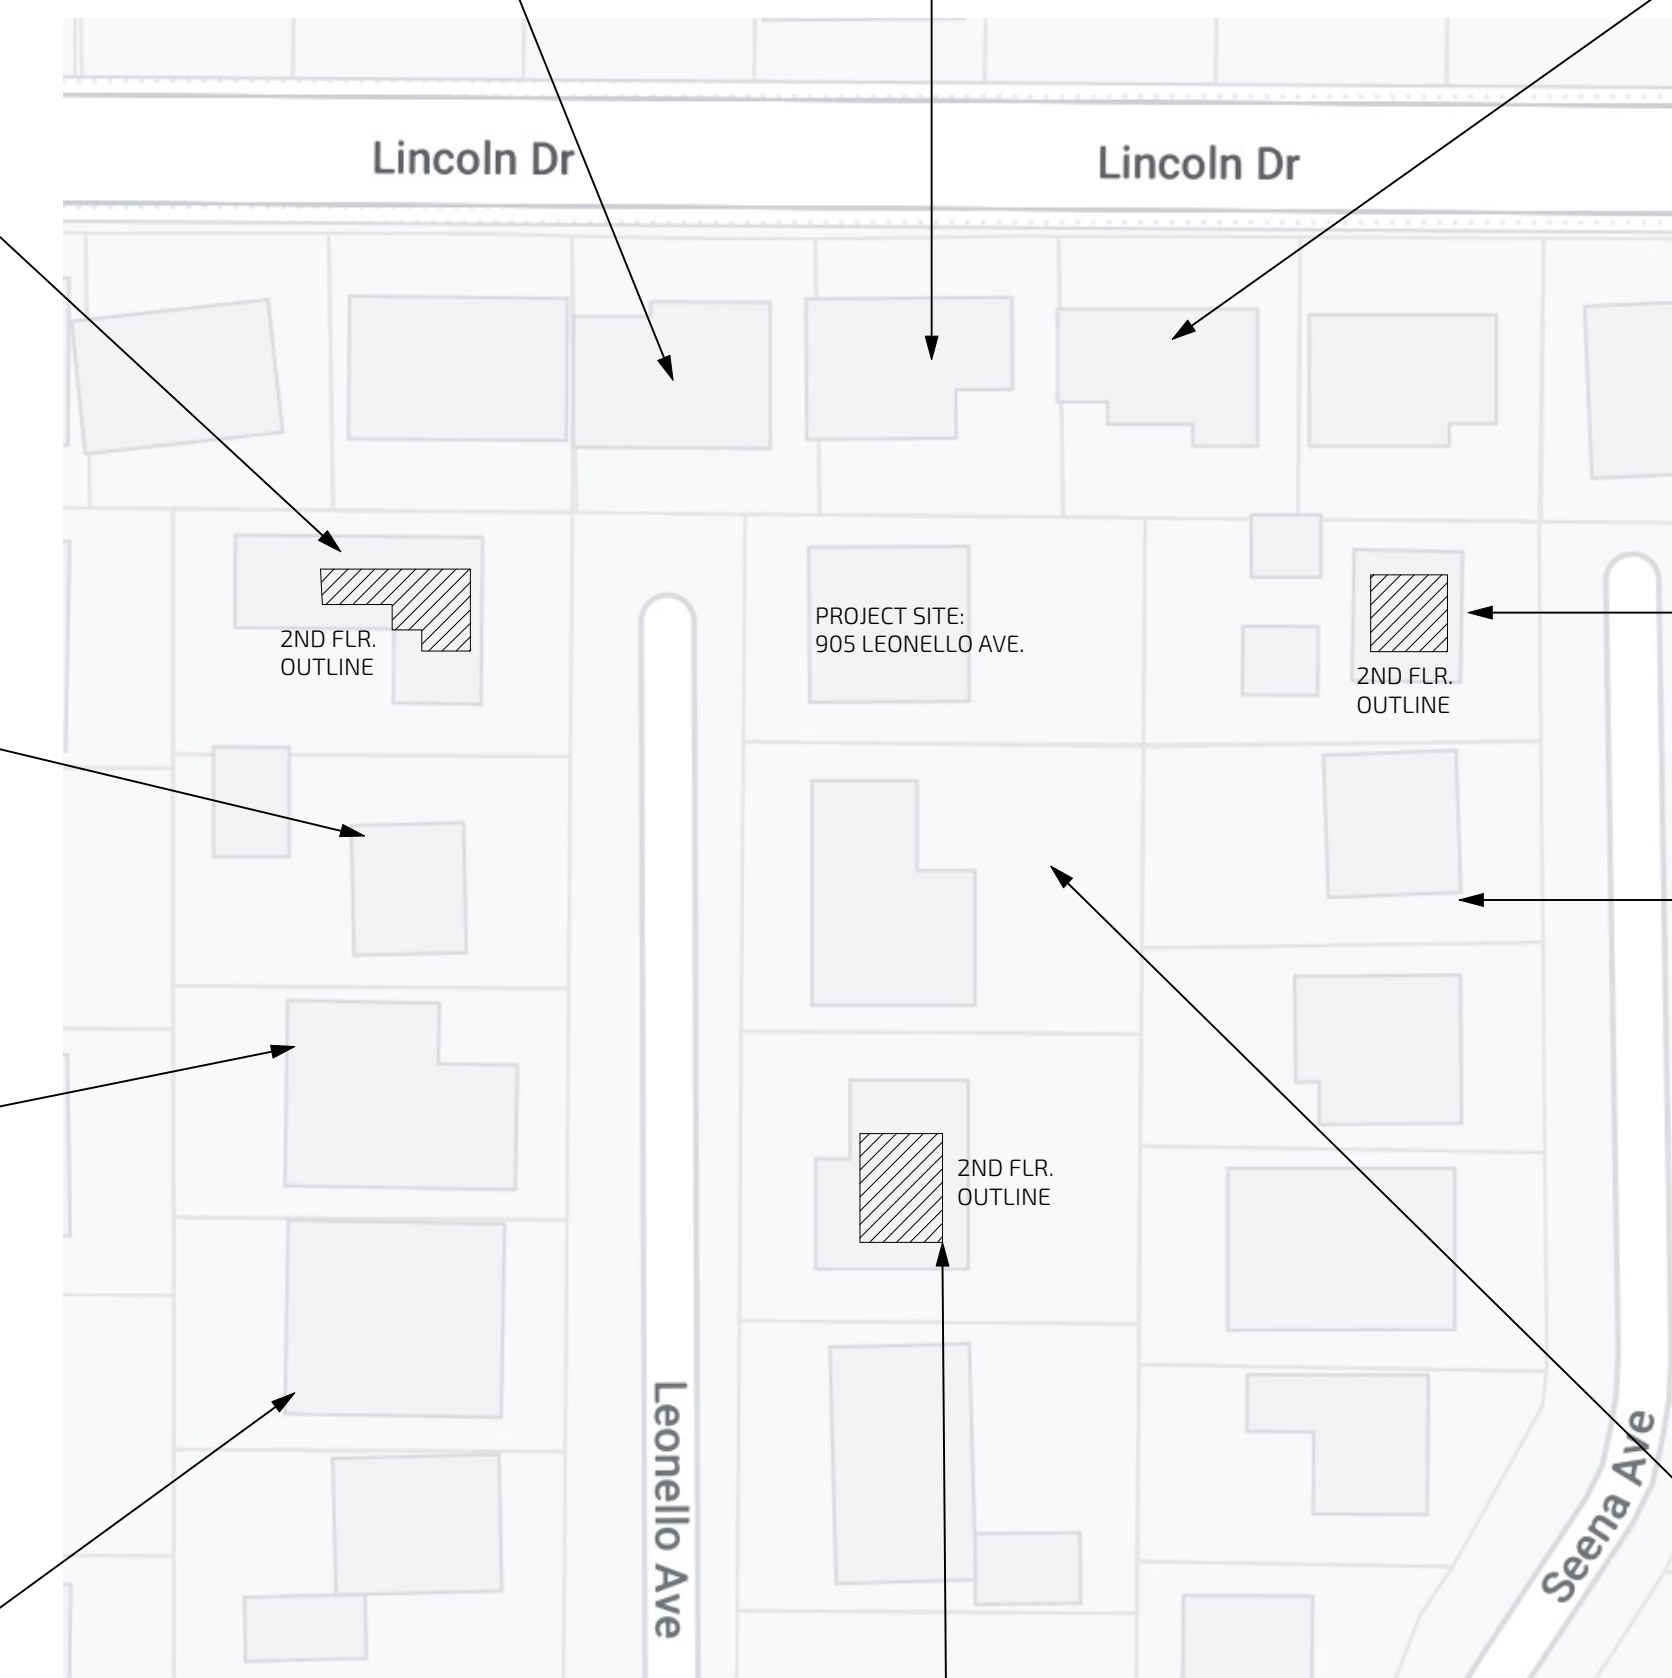 Lincoln Dr
Lincoln Dr
PROJECT SITE:
905 LEONELLO AVE.
2ND FLR.
OUTLINE
2ND FLR.
OUTLINE
2ND FLR.
OUTLINE
Leonello Ave
Seena Ave